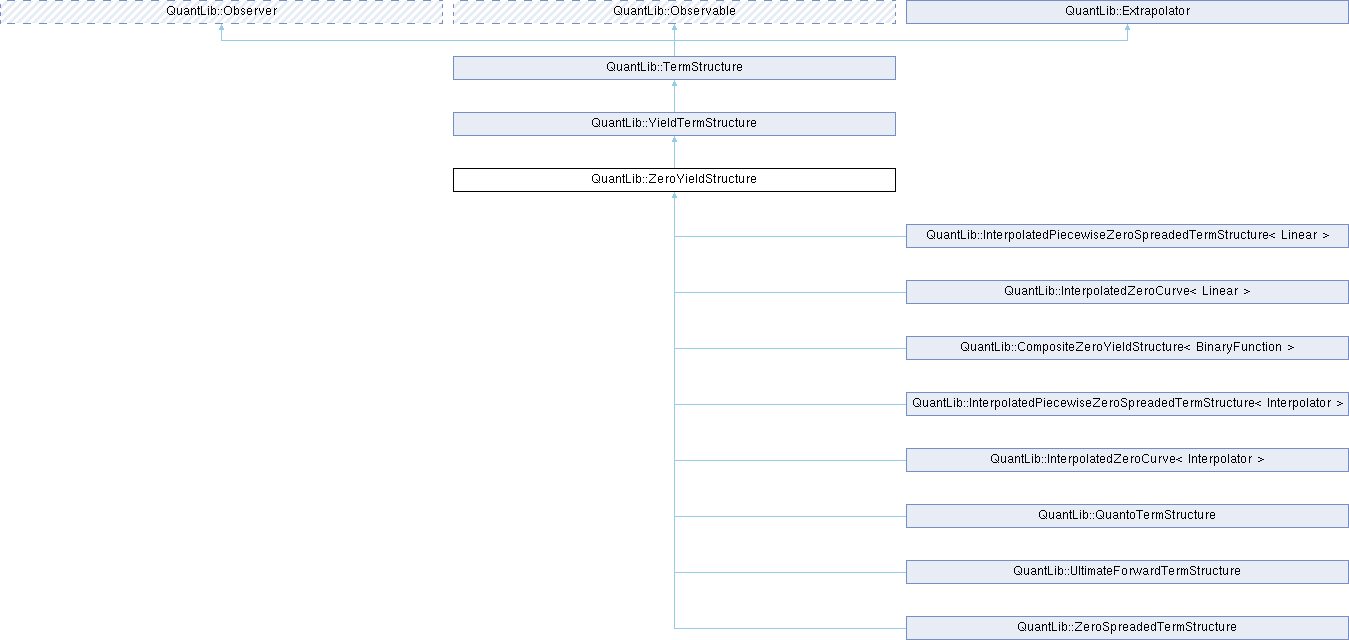 QuantLib::Observer
QuantLib::Observable
QuantLib::Extrapolator
QuantLib::TermStructure
QuantLib::YieldTermStructure
QuantLib::ZeroYieldStructure
QuantLib::InterpolatedPiecewiseZeroSpreadedTermStructure< Linear >
QuantLib::InterpolatedZeroCurve< Linear >
QuantLib::CompositeZeroYieldStructure< BinaryFunction >
QuantLib::InterpolatedPiecewiseZeroSpreadedTermStructure< Interpolator >
QuantLib::InterpolatedZeroCurve< Interpolator >
QuantLib::QuantoTermStructure
QuantLib::UltimateForwardTermStructure
QuantLib::ZeroSpreadedTermStructure